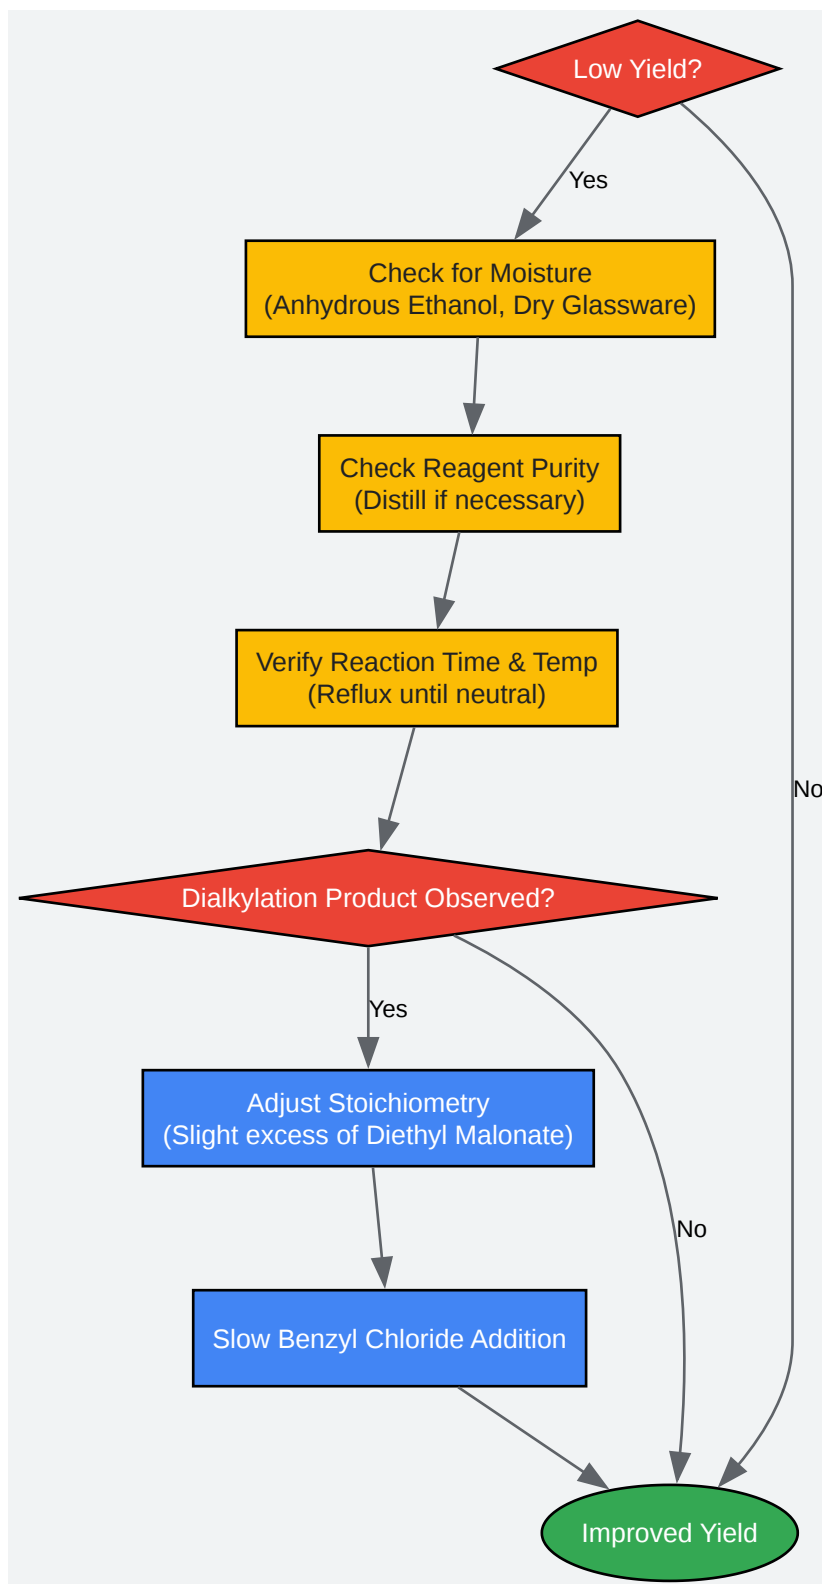 Low Yield?
Yes
Check for Moisture
(Anhydrous Ethanol, Dry Glassware)
Check Reagent Purity
(Distill if necessary)
Verify Reaction Time & Temp
(Reflux until neutral)
No
Dialkylation Product Observed?
Yes
Adjust Stoichiometry
(Slight excess of Diethyl Malonate)
No
Slow Benzyl Chloride Addition
Improved Yield